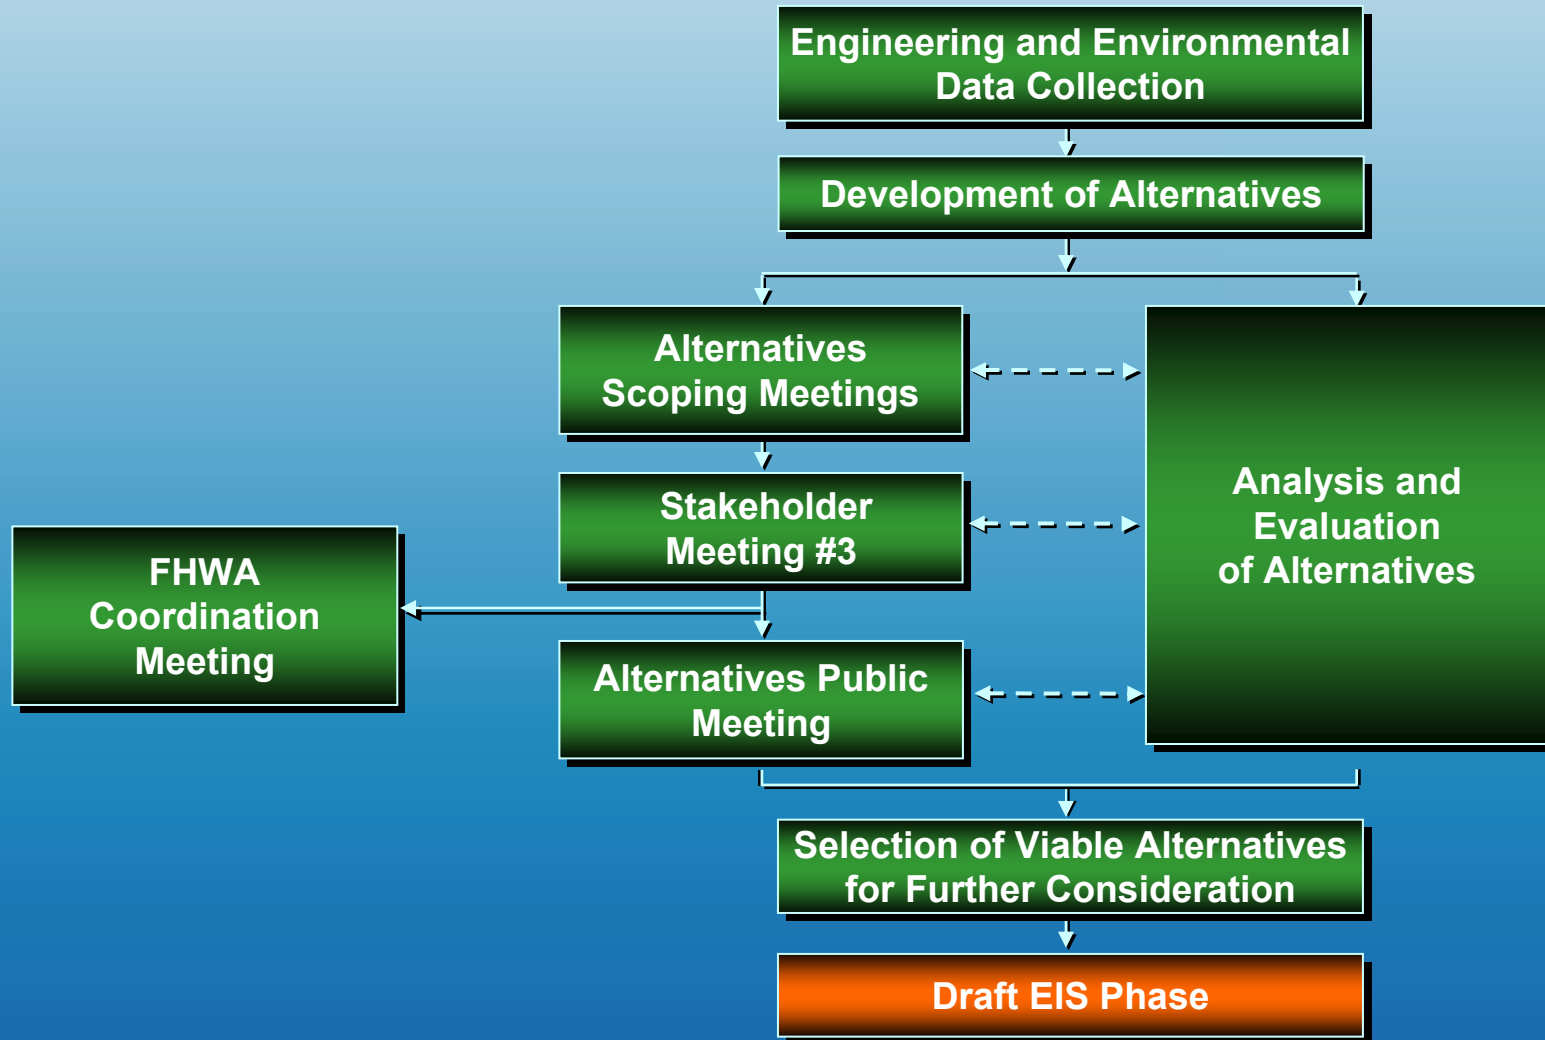 Engineering and Environmental
Data Collection
Development of Alternatives
Alternatives
Scoping Meetings
Stakeholder
Meeting #3
Analysis and
Evaluation
of Alternatives
FHWA
Coordination
Meeting
Alternatives Public
Meeting
Selection of Viable Alternatives
for Further Consideration
Draft EIS Phase